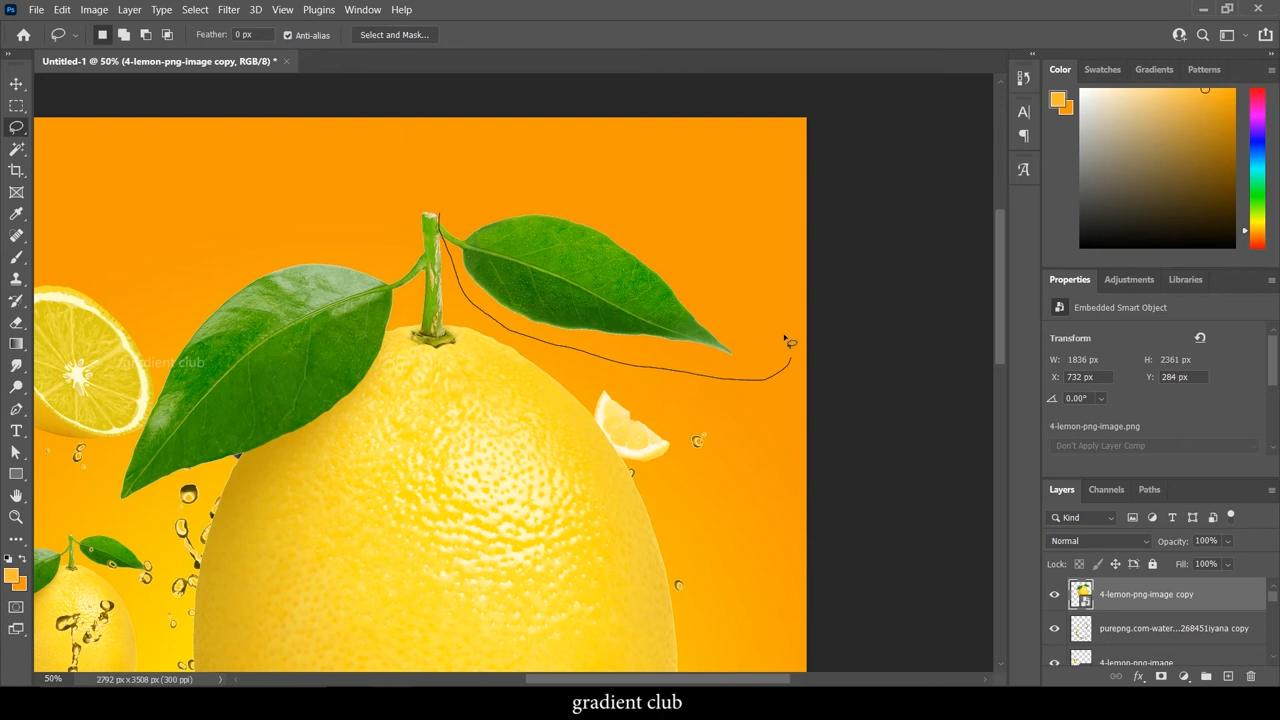 Ps File Edit Image Layer Type Select Filter 3D View Plugins Window Help
Feather: 0 px Anti-alias Select and Mask...
Untitled-1 @ 50% (4-lemon-png-image copy, RGB/8) * ×
Color Swatches Gradients Patterns
Properties Adjustments Libraries
Embedded Smart Object
Transform
W: 1836 px H: 2361 px
X: 732 px Y: 284 px
0.00°
4-lemon-png-image.png
Don't Apply Layer Comp
Layers Channels Paths
Kind
Normal Opacity: 100%
Lock: Fill: 100%
4-lemon-png-image copy
purepng.com-water...268451iyana copy
4-lemon-png-image
gradient club
50% 2792 px x 3508 px (300 ppi)
gradient club